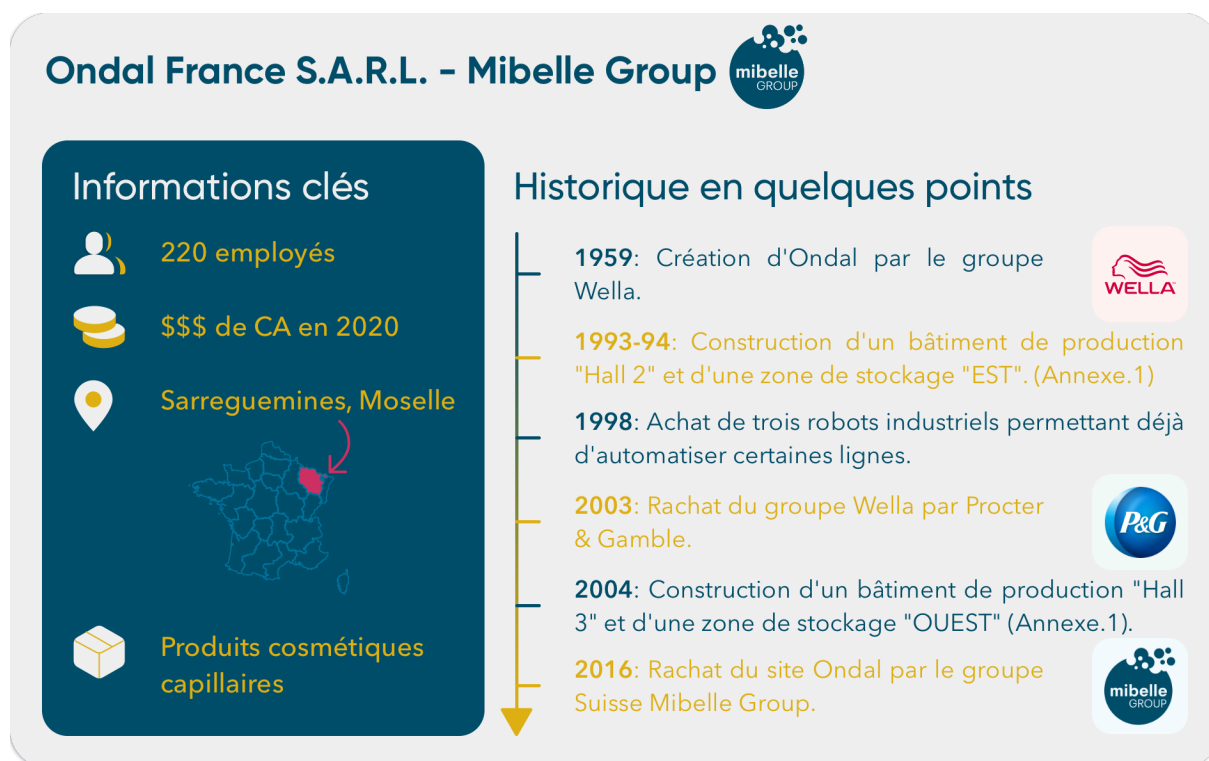 Ondal France S.A.R.L. - Mibelle Group
mibelle
GROUP
Informations clés
220 employés
$$$ de CA en 2020
Sarreguemines, Moselle
Produits cosmétiques
capillaires
Historique en quelques points
1959: Création d'Ondal par le groupe
Wella.
WELLA
1993-94: Construction d'un bâtiment de production
"Hall 2" et d'une zone de stockage "EST". (Annexe.1)
1998: Achat de trois robots industriels permettant déjà
d'automatiser certaines lignes.
2003: Rachat du groupe Wella par Procter
& Gamble.
P&G
2004: Construction d'un bâtiment de production "Hall
3" et d'une zone de stockage "OUEST" (Annexe.1).
2016: Rachat du site Ondal par le groupe
Suisse Mibelle Group.
mibelle
GROUP